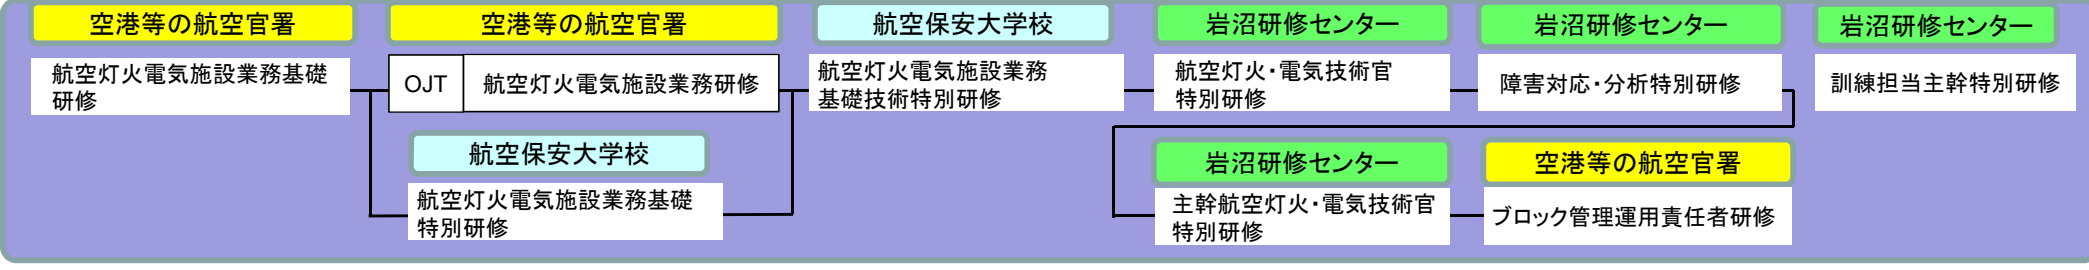 空港等の航空官署
航空灯火電気施設業務基礎
研修
空港等の航空官署
OJT
航空灯火電気施設業務研修
航空保安大学校
航空灯火電気施設業務基礎
特別研修
航空保安大学校
航空灯火電気施設業務
基礎技術特別研修
岩沼研修センター
航空灯火・電気技術官
特別研修
岩沼研修センター
障害対応・分析特別研修
岩沼研修センター
訓練担当主幹特別研修
岩沼研修センター
主幹航空灯火・電気技術官
特別研修
空港等の航空官署
ブロック管理運用責任者研修